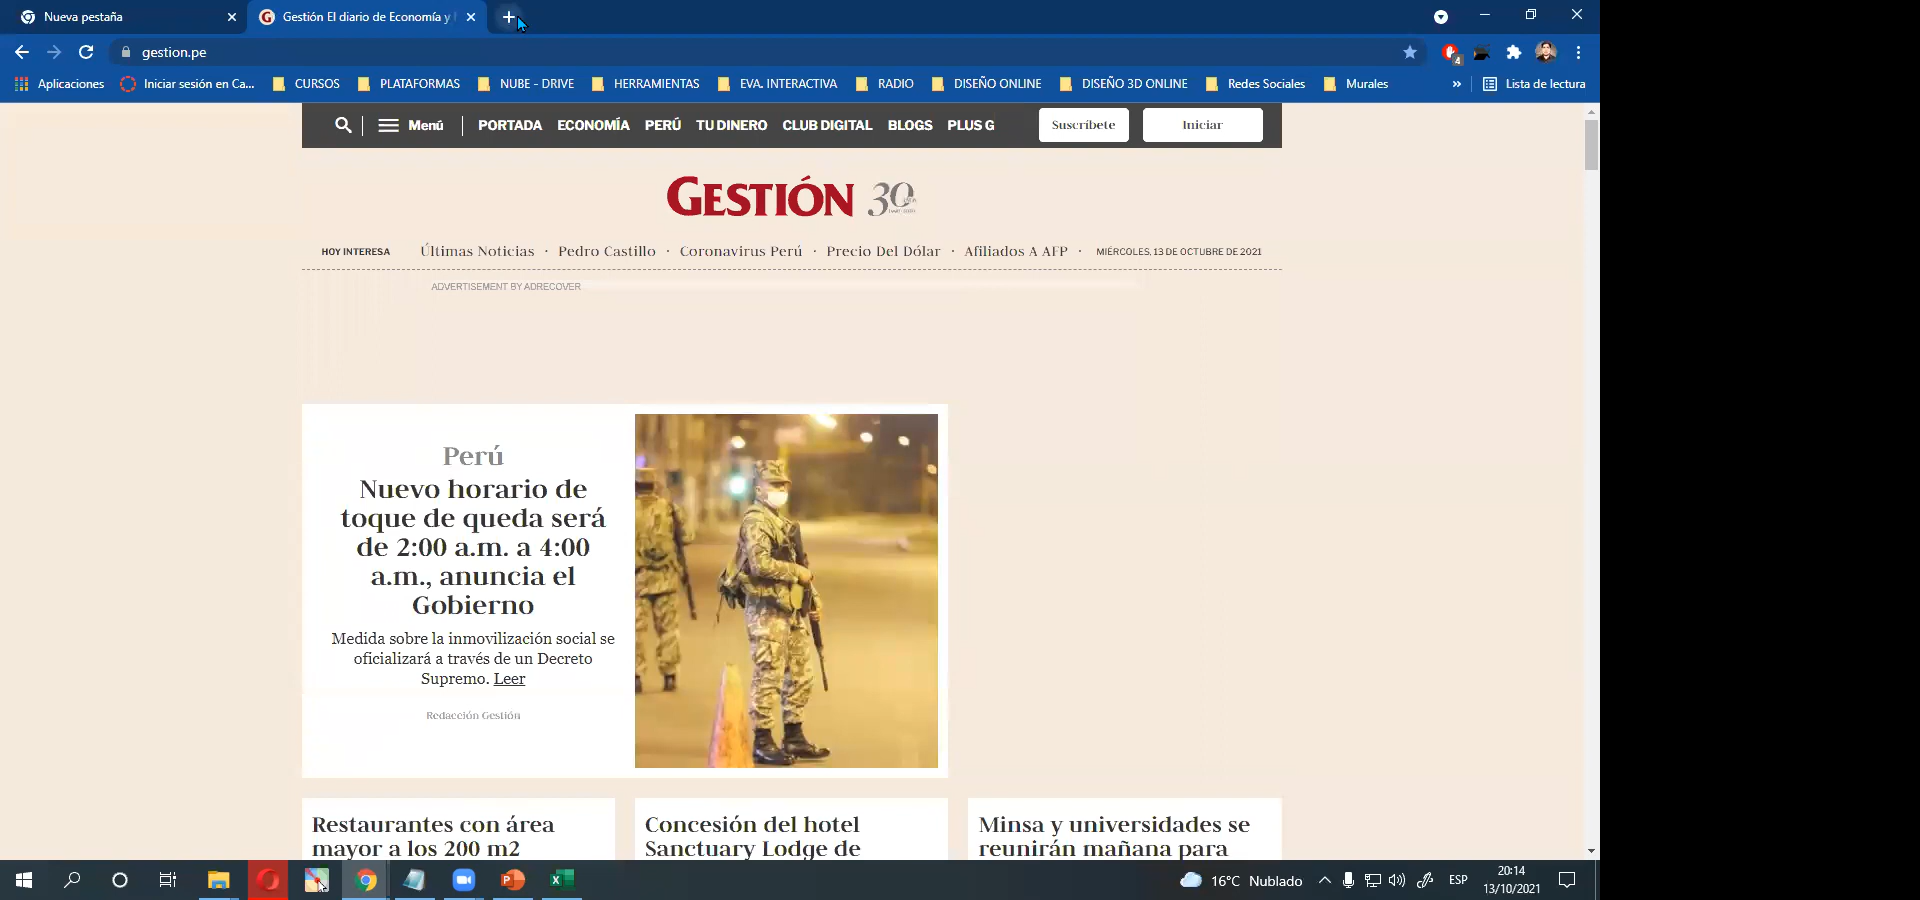 Nueva pestaña
Gestión El diario de Economía y
gestion.pe
4
Aplicaciones
Iniciar sesión en Ca...
CURSOS
PLATAFORMAS
NUBE - DRIVE
HERRAMIENTAS
EVA. INTERACTIVA
RADIO
DISEÑO ONLINE
DISEÑO 3D ONLINE
Redes Sociales
Murales
»
Lista de lectura
Menú
PORTADA
ECONOMÍA
PERÚ
TU DINERO
CLUB DIGITAL
BLOGS
PLUS G
Suscríbete
Iniciar
GESTIÓN 30
HOY INTERESA
Últimas Noticias · Pedro Castillo · Coronavirus Perú · Precio Del Dólar · Afiliados A AFP ·
MIÉRCOLES, 13 DE OCTUBRE DE 2021
ADVERTISEMENT BY ADRECOVER
Perú
Nuevo horario de
toque de queda será
de 2:00 a.m. a 4:00
a.m., anuncia el
Gobierno
Medida sobre la inmovilización social se
oficializará a través de un Decreto
Supremo. Leer
Redacción Gestión
Restaurantes con área
mayor a los 200 m2
Concesión del hotel
Sanctuary Lodge de
Minsa y universidades se
reunirán mañana para
16°C Nublado
ESP
20:14
13/10/2021